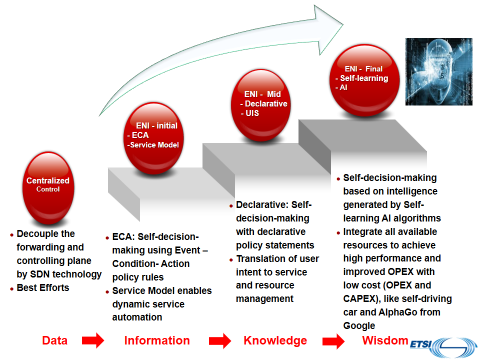 ENI - Final
- Self-learning
- AI
ENI - Mid
- Declarative
- UIS
ENI - initial
- ECA
-Service Model
Centralized
Control
• Decouple the
forwarding and
controlling plane
by SDN technology
• Best Efforts
• ECA: Self-decision-
making using Event –
Condition- Action
policy rules
• Service Model enables
dynamic service
automation
• Declarative: Self-
decision-making
with declarative
policy statements
• Translation of user
intent to service
and resource
management
• Self-decision-making
based on intelligence
generated by Self-
learning AI algorithms
• Integrate all available
resources to achieve
high performance and
improved OPEX with
low cost (OPEX and
CAPEX), like self-driving
car and AlphaGo from
Google
Data
Information
Knowledge
Wisdom
ETSI